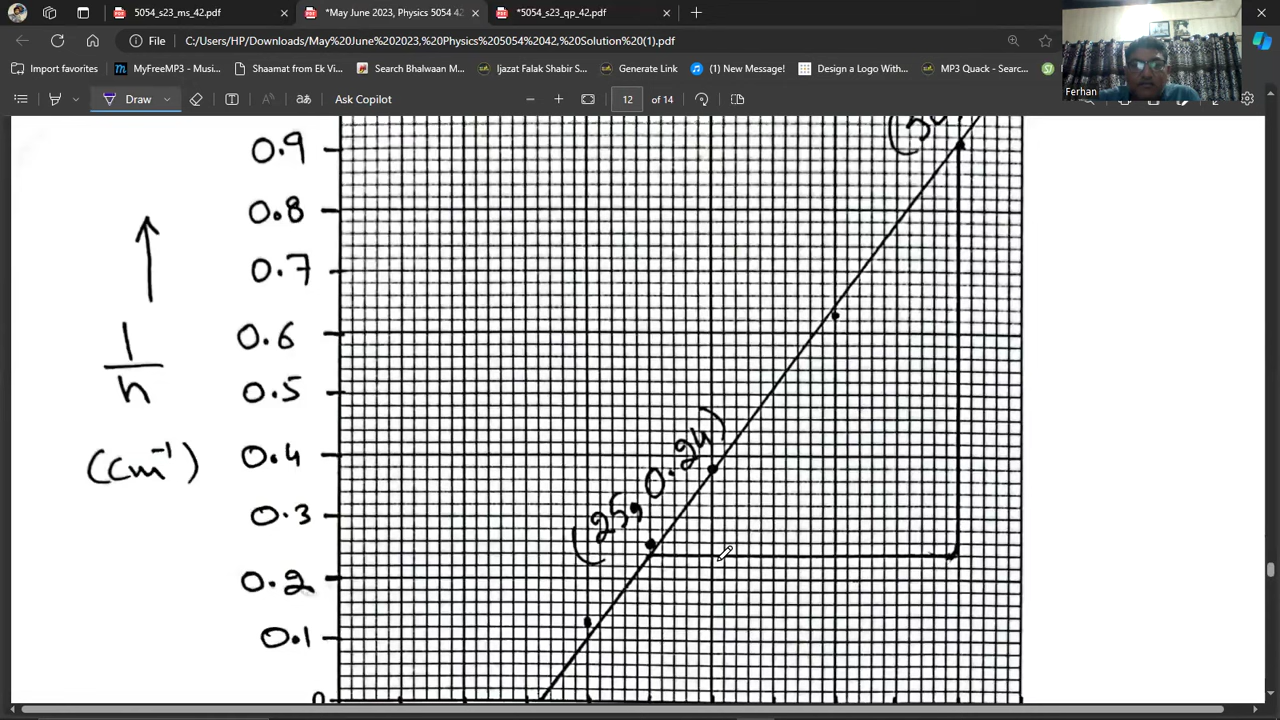 5054_s23_ms_42.pdf
*May June 2023, Physics 5054 42
*5054_s23_qp_42.pdf
File
C:/Users/HP/Downloads/May%20June%202023,%20Physics%205054%2042,%20Solution%20(1).pdf
Import favorites
MyFreeMP3 - Musi...
Shaamat from Ek Vi...
Search Bhalwaan M...
Ijazat Falak Shabir S...
Generate Link
(1) New Message!
Design a Logo With...
MP3 Quack - Searc...
Ferhan
Draw
Ask Copilot
12 of 14
0.9
0.8
0.7
0.6
0.5
0.4
0.3
0.2
0.1
0
1
h
(cm⁻¹)
(25, 0.24)